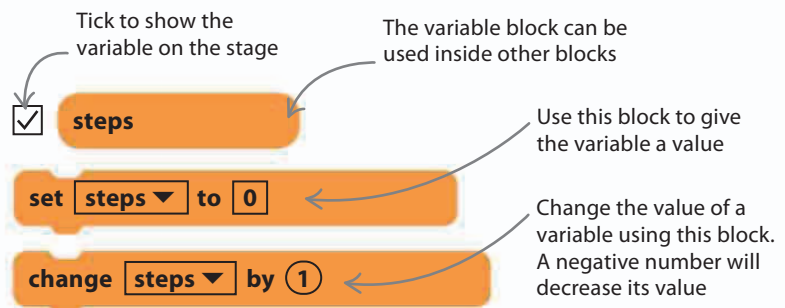 Tick to show the
variable on the stage
The variable block can be
used inside other blocks
steps
Use this block to give
the variable a value
set steps to 0
Change the value of a
variable using this block.
A negative number will
decrease its value
change steps by 1